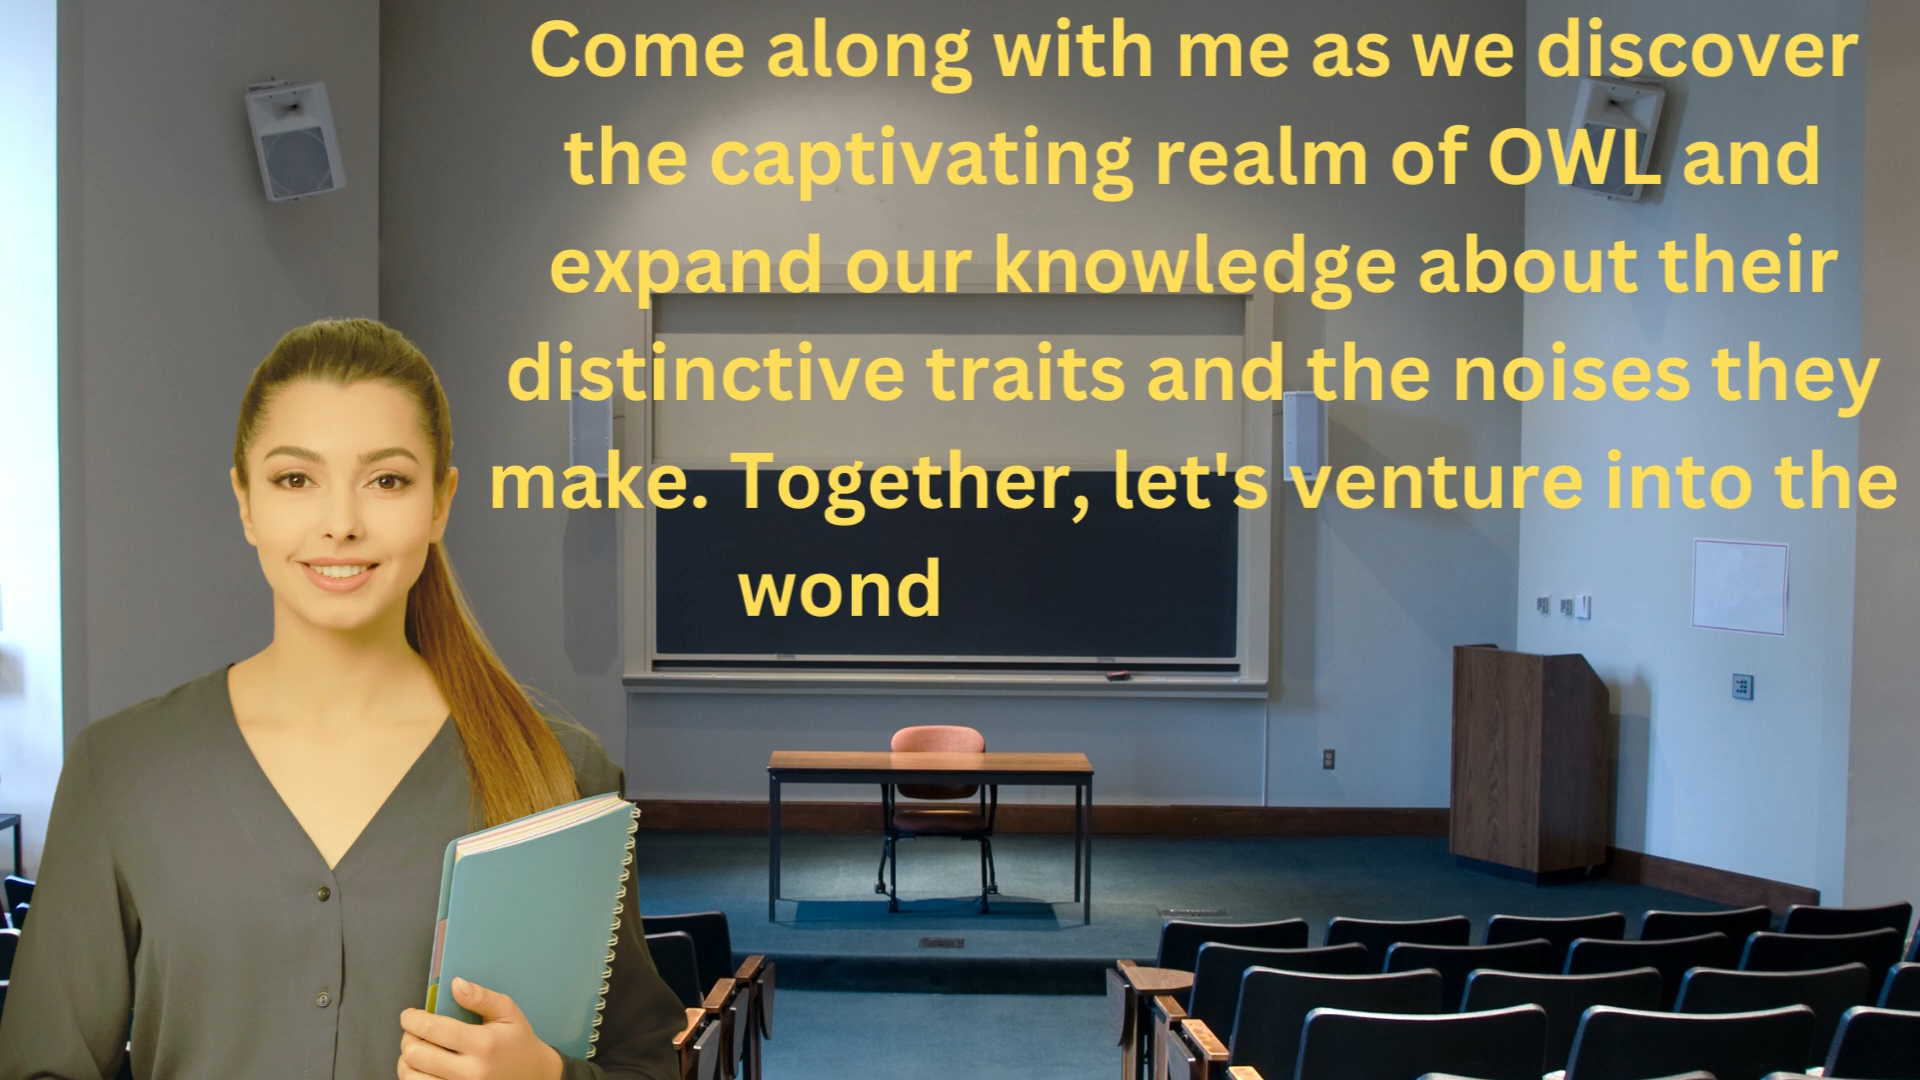 Come along with me as we discover
the captivating realm of OWL and
expand our knowledge about their
distinctive traits and the noises they
make. Together, let's venture into the
wond